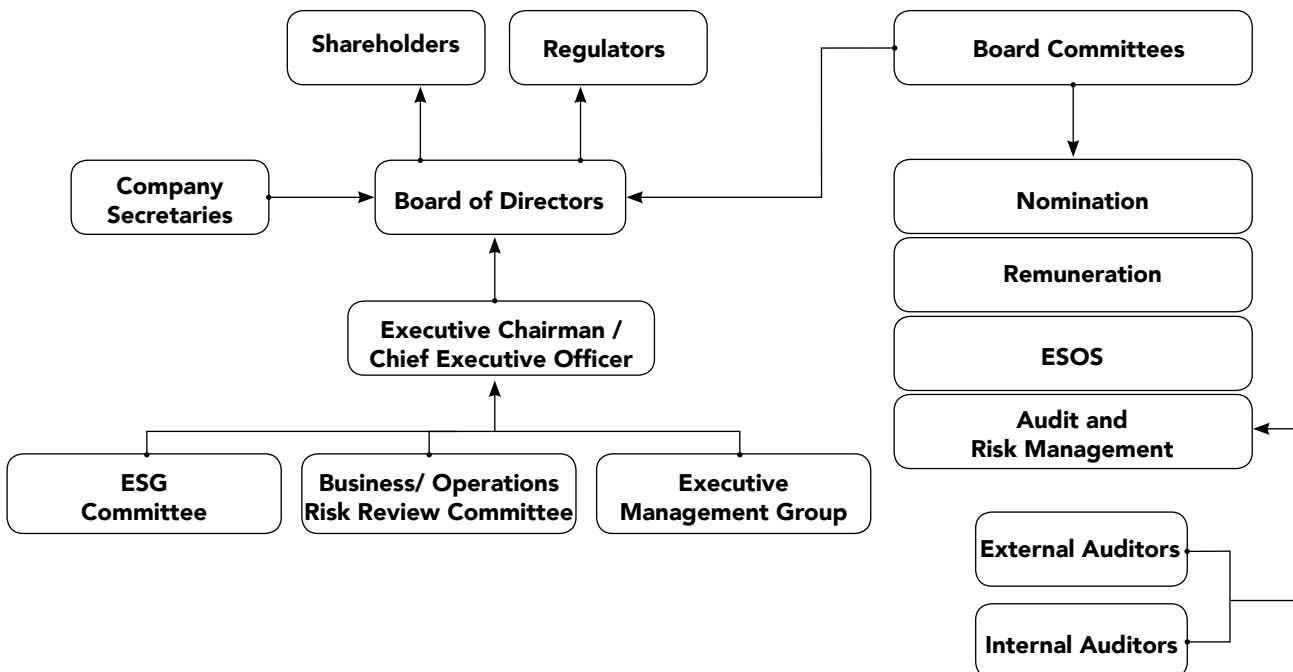 Shareholders
Regulators
Board Committees
Company
Secretaries
Board of Directors
Nomination
Remuneration
Executive Chairman /
Chief Executive Officer
ESOS
Audit and
Risk Management
ESG
Committee
Business/ Operations
Risk Review Committee
Executive
Management Group
External Auditors
Internal Auditors